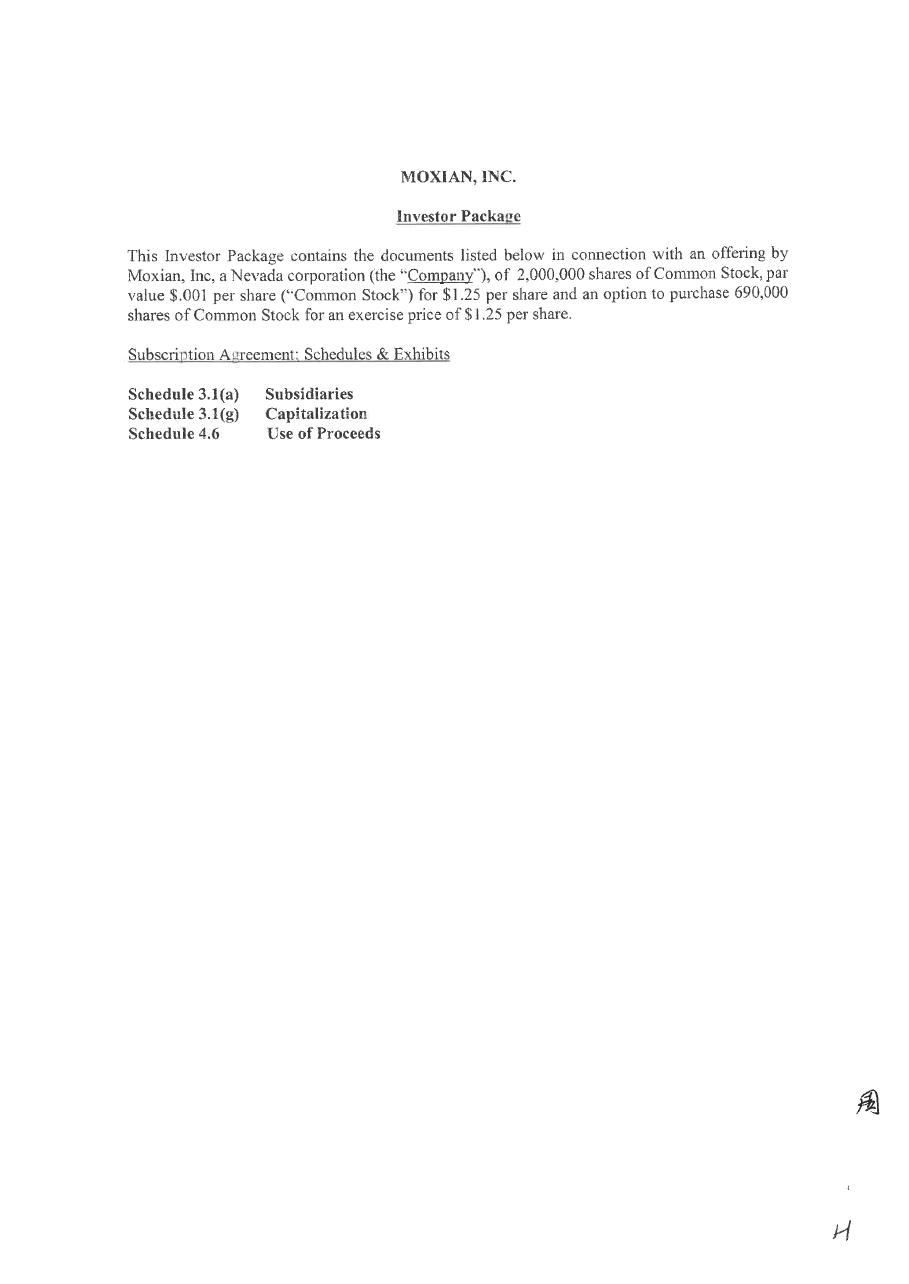 MOXIAN, INC.
Investor Package
This Investor Package contains the documents listed below in connection with an offering by
Moxian, Inc, a Nevada corporation (the “Company”), of 2,000,000 shares of Common Stock, par
value $.001 per share (“Common Stock”) for $1.25 per share and an option to purchase 690,000
shares of Common Stock for an exercise price of $1.25 per share.
Subscription Agreement: Schedules & Exhibits
Schedule 3.1(a) Subsidiaries
Schedule 3.1(g) Capitalization
Schedule 4.6 Use of Proceeds
H